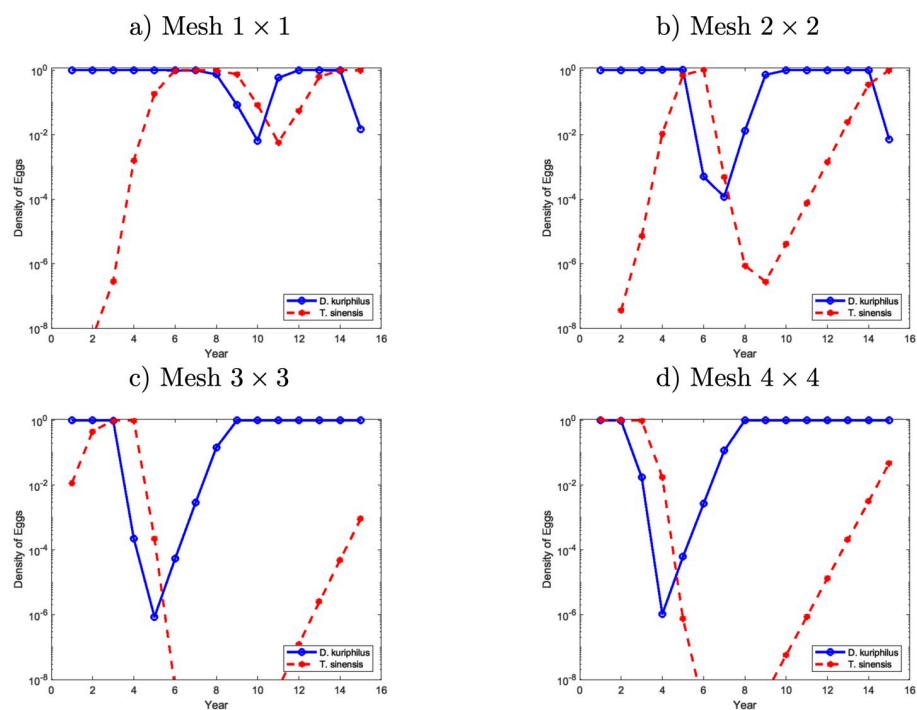 a) Mesh 1 × 1
b) Mesh 2 × 2
10^0
10^-2
10^-4
10^-6
10^-8
Density of Eggs
D. kuriphilus
T. sinensis
0 2 4 6 8 10 12 14 16
Year
10^0
10^-2
10^-4
10^-6
10^-8
Density of Eggs
D. kuriphilus
T. sinensis
0 2 4 6 8 10 12 14 16
Year
c) Mesh 3 × 3
d) Mesh 4 × 4
10^0
10^-2
10^-4
10^-6
10^-8
Density of Eggs
D. kuriphilus
T. sinensis
0 2 4 6 8 10 12 14 16
Year
10^0
10^-2
10^-4
10^-6
10^-8
Density of Eggs
D. kuriphilus
T. sinensis
0 2 4 6 8 10 12 14 16
Year